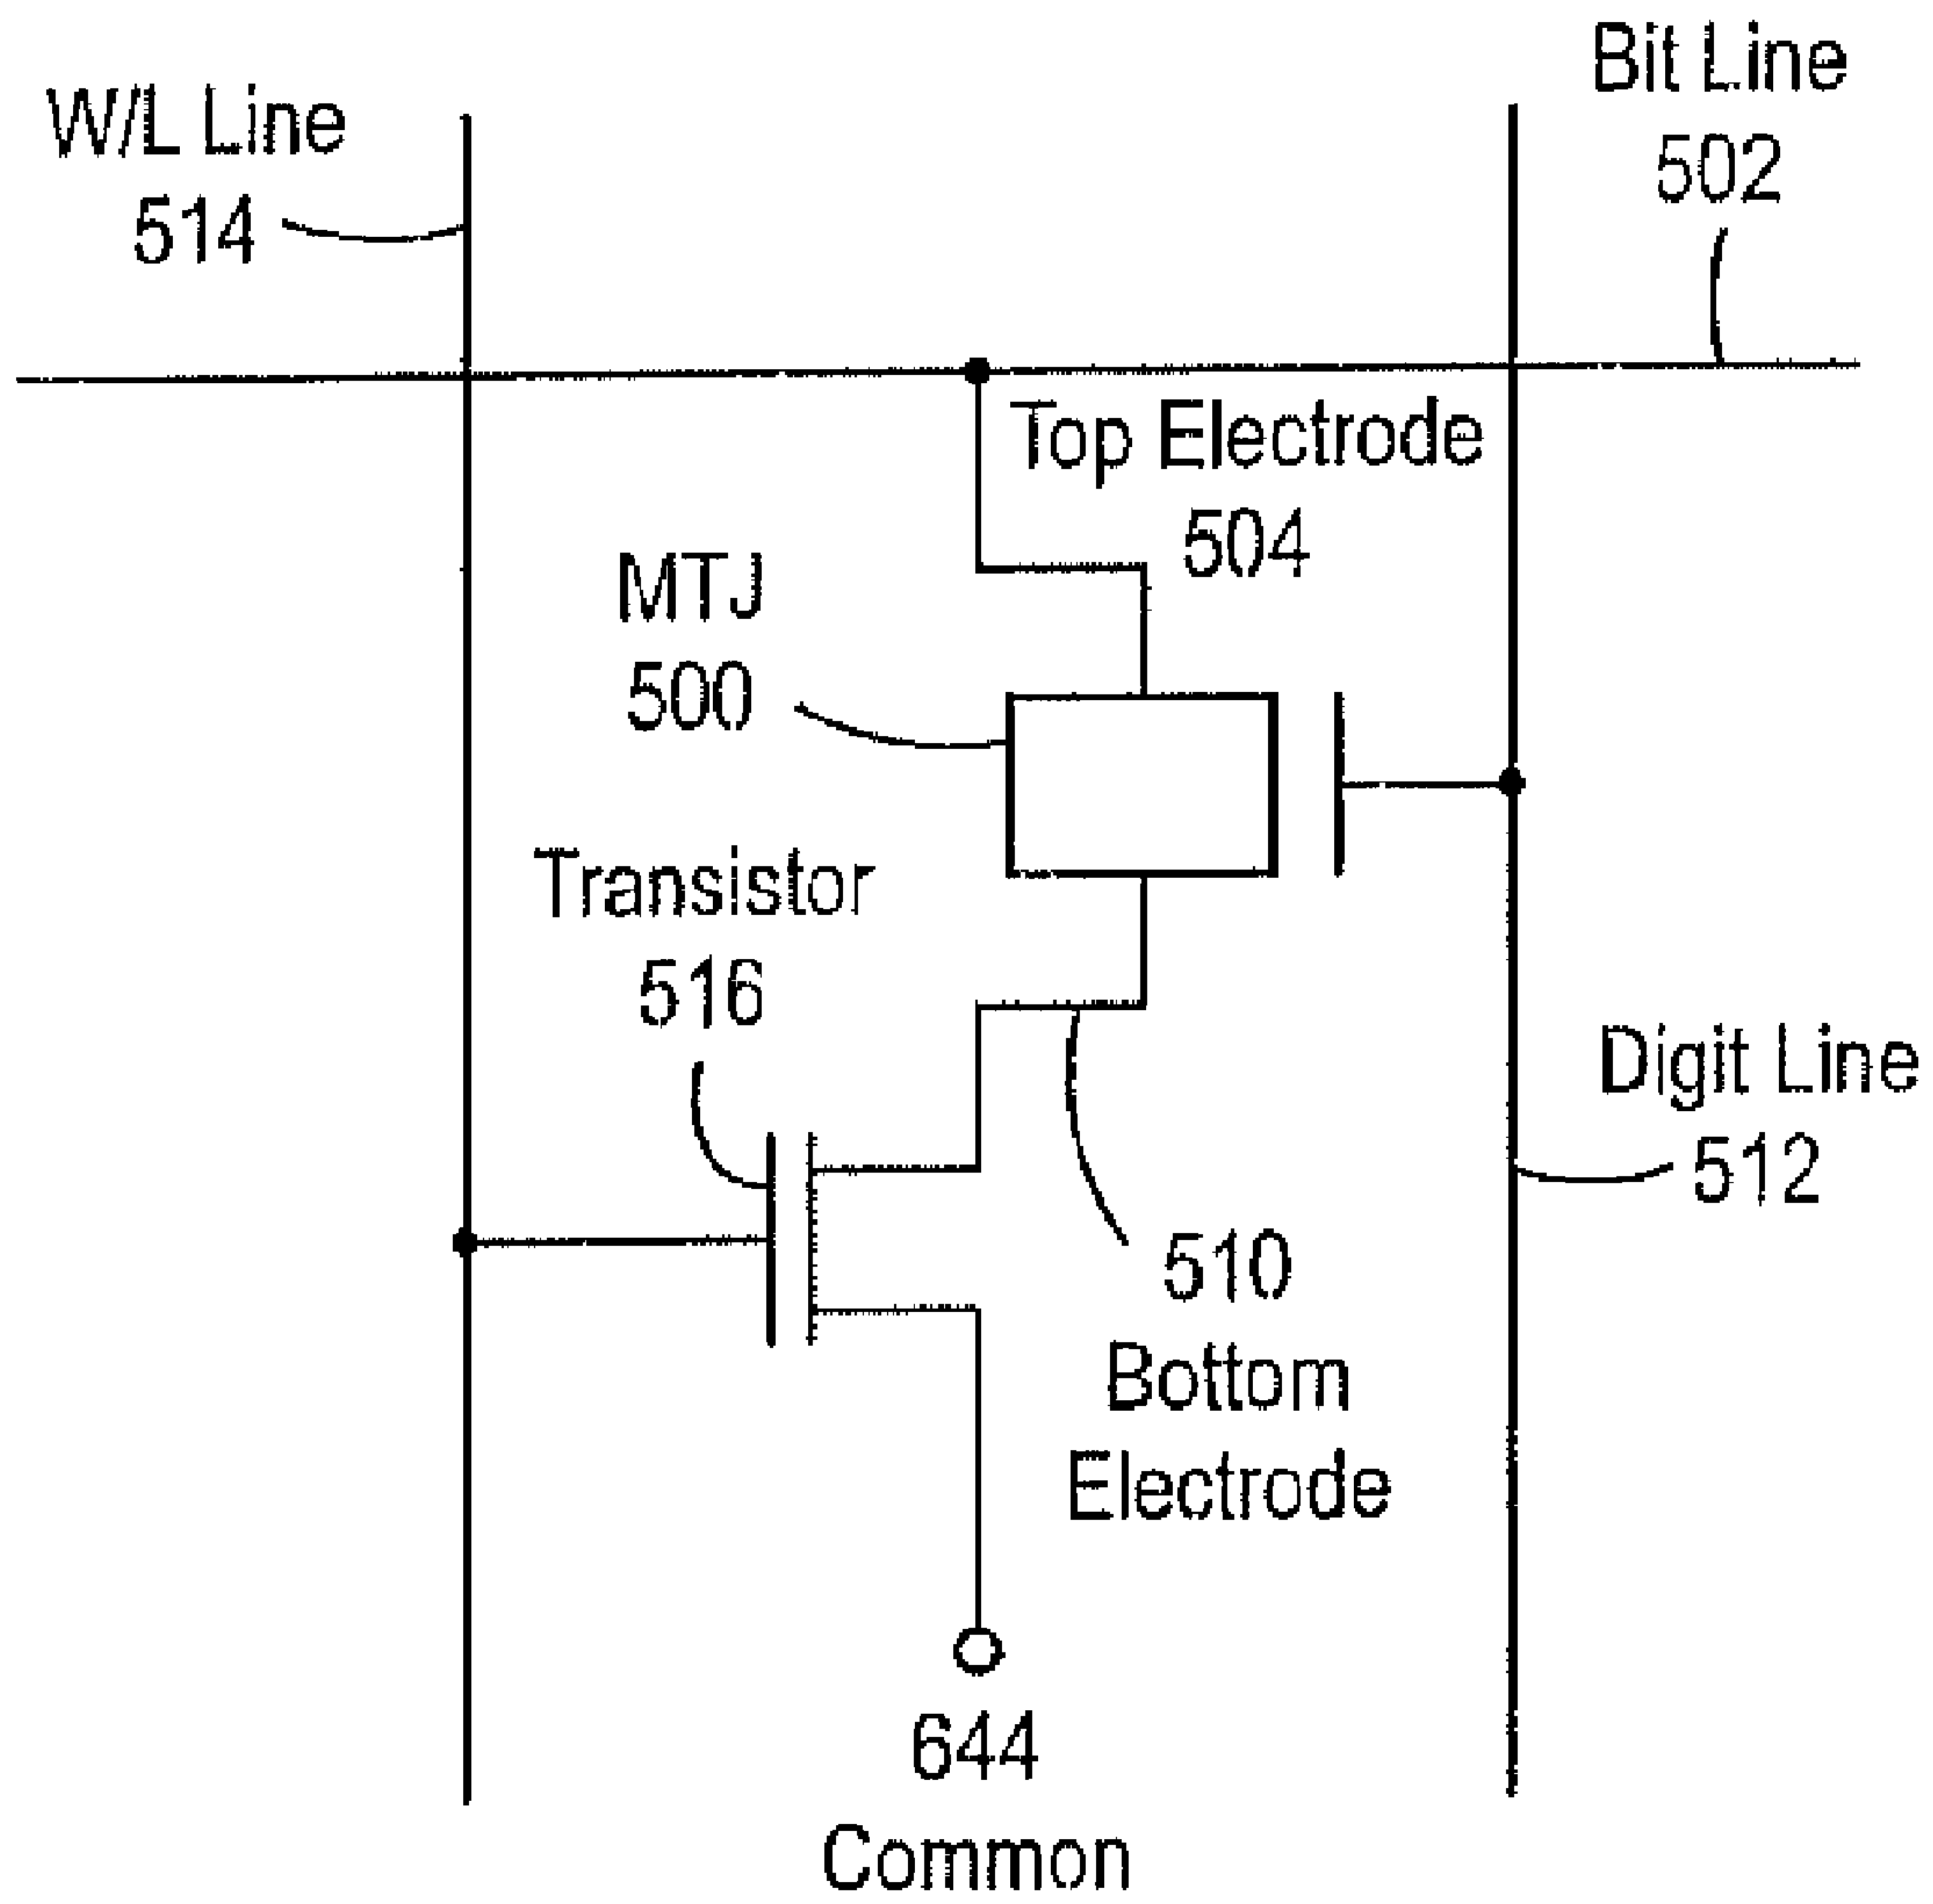 W/L Line
514
Bit Line
502
Top Electrode
504
MTJ
500
Transistor
516
Digit Line
512
510
Bottom
Electrode
644
Common